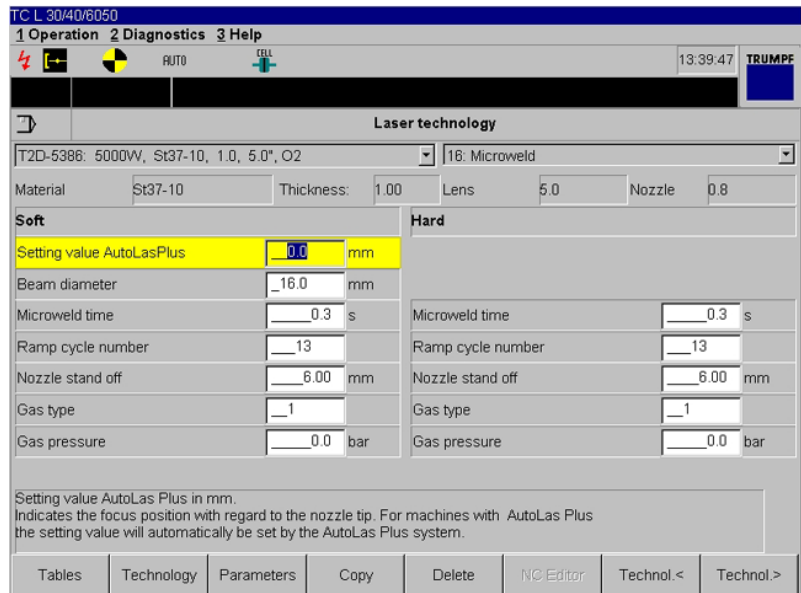 TC L 30/40/6050
1 Operation 2 Diagnostics 3 Help
AUTO CELL 13:39:47 TRUMPF
Laser technology
T2D-5386: 5000W, St37-10, 1.0, 5.0", O2 16: Microweld
Material St37-10 Thickness: 1.00 Lens 5.0 Nozzle 0.8
Soft Hard
Setting value AutoLasPlus __0.0 mm
Beam diameter _16.0 mm
Microweld time ____0.3 s Microweld time ____0.3 s
Ramp cycle number ___13 Ramp cycle number ___13
Nozzle stand off ____6.00 mm Nozzle stand off ____6.00 mm
Gas type __1 Gas type __1
Gas pressure ____0.0 bar Gas pressure ____0.0 bar
Setting value AutoLas Plus in mm.
Indicates the focus position with regard to the nozzle tip. For machines with AutoLas Plus
the setting value will automatically be set by the AutoLas Plus system.
Tables Technology Parameters Copy Delete NC Editor Technol.< Technol.>